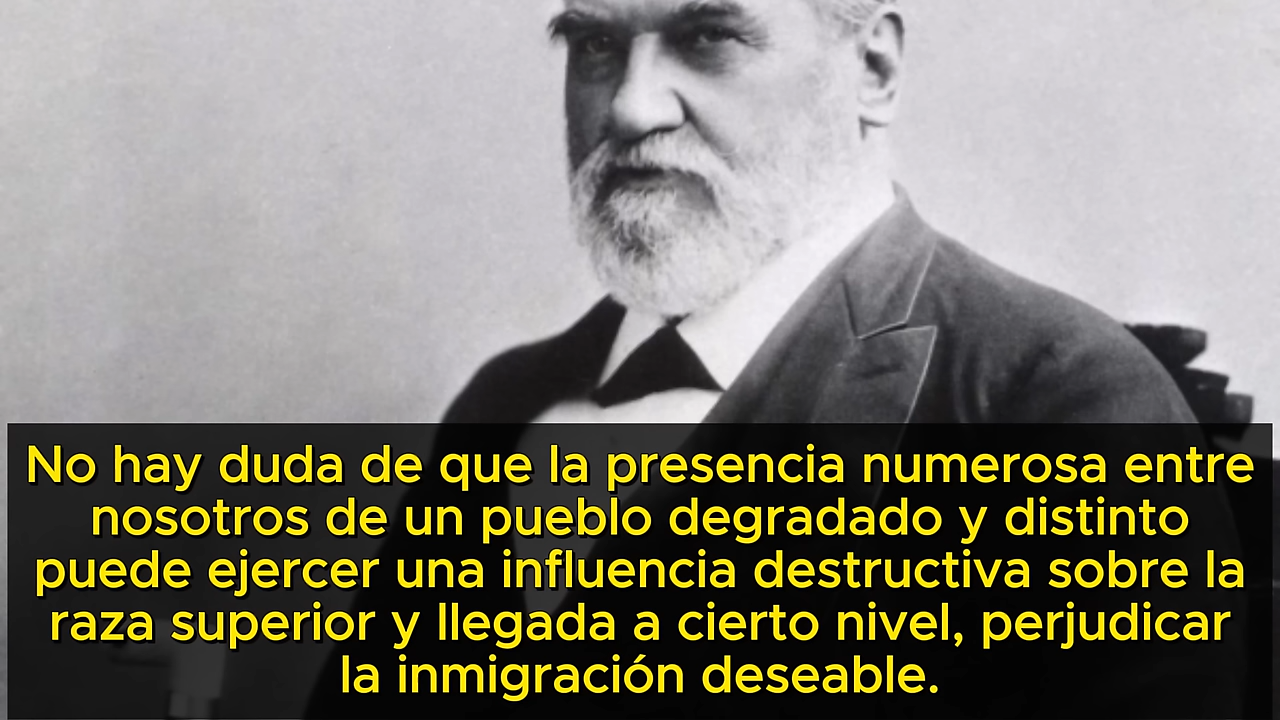 No hay duda de que la presencia numerosa entre
nosotros de un pueblo degradado y distinto
puede ejercer una influencia destructiva sobre la
raza superior y llegada a cierto nivel, perjudicar
la inmigración deseable.